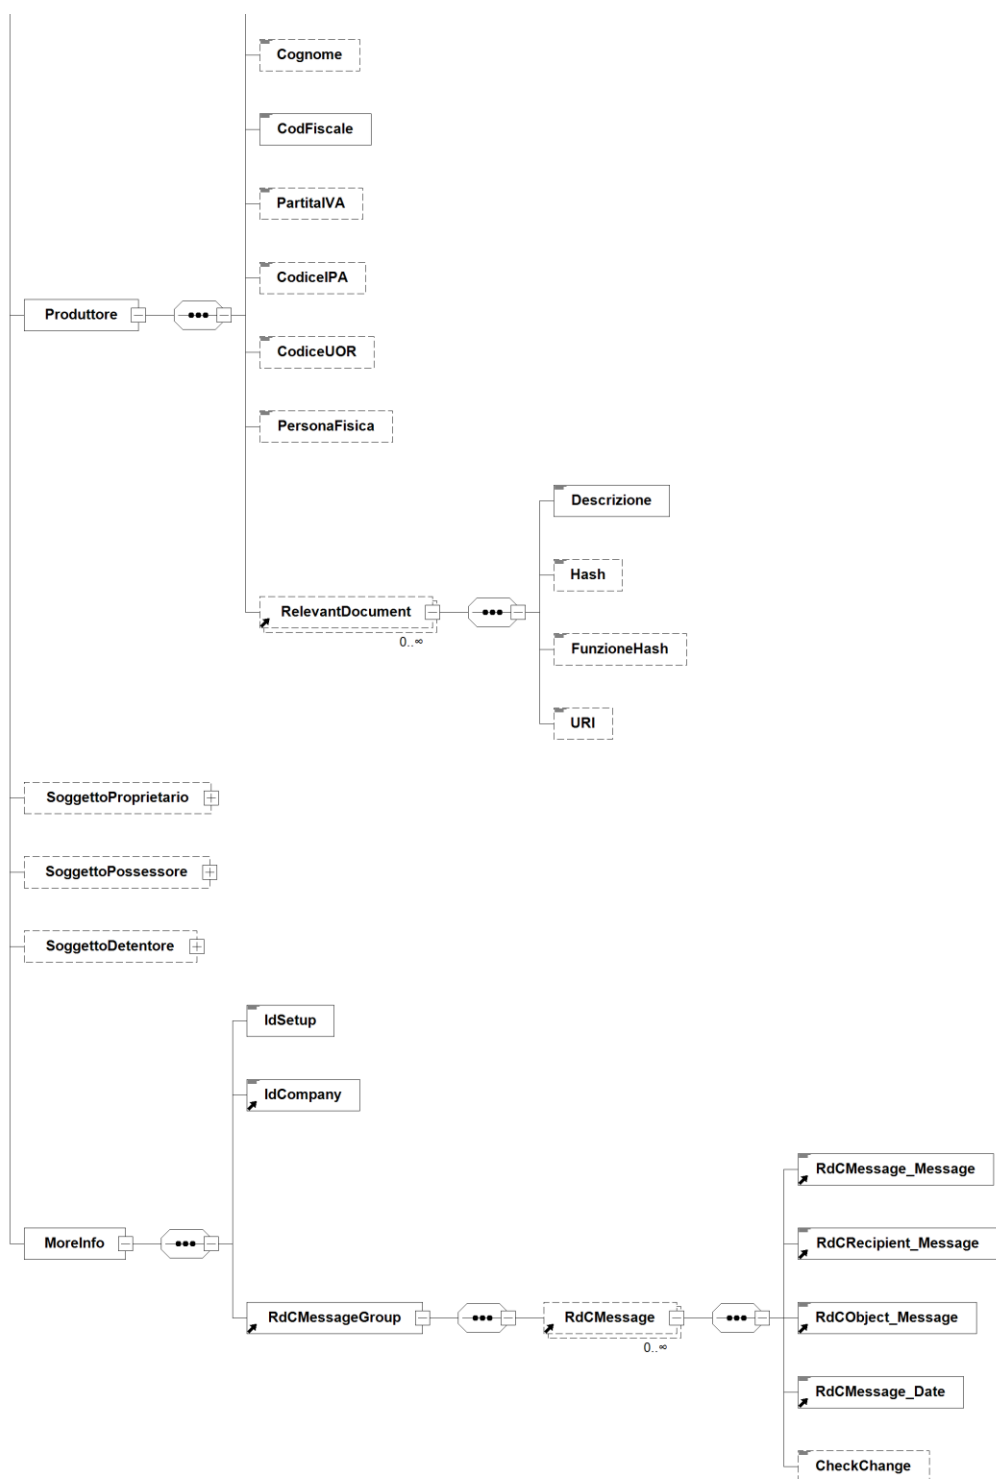 Cognome
CodFiscale
PartitaIVA
CodiceIPA
Produttore
CodiceUOR
PersonaFisica
Descrizione
Hash
RelevantDocument
0..∞
FunzioneHash
URI
SoggettoProprietario
SoggettoPossessore
SoggettoDetentore
IdSetup
IdCompany
RdCMessage_Message
MoreInfo
RdCRecipient_Message
RdCMessageGroup
RdCMessage
0..∞
RdCObject_Message
RdCMessage_Date
CheckChange